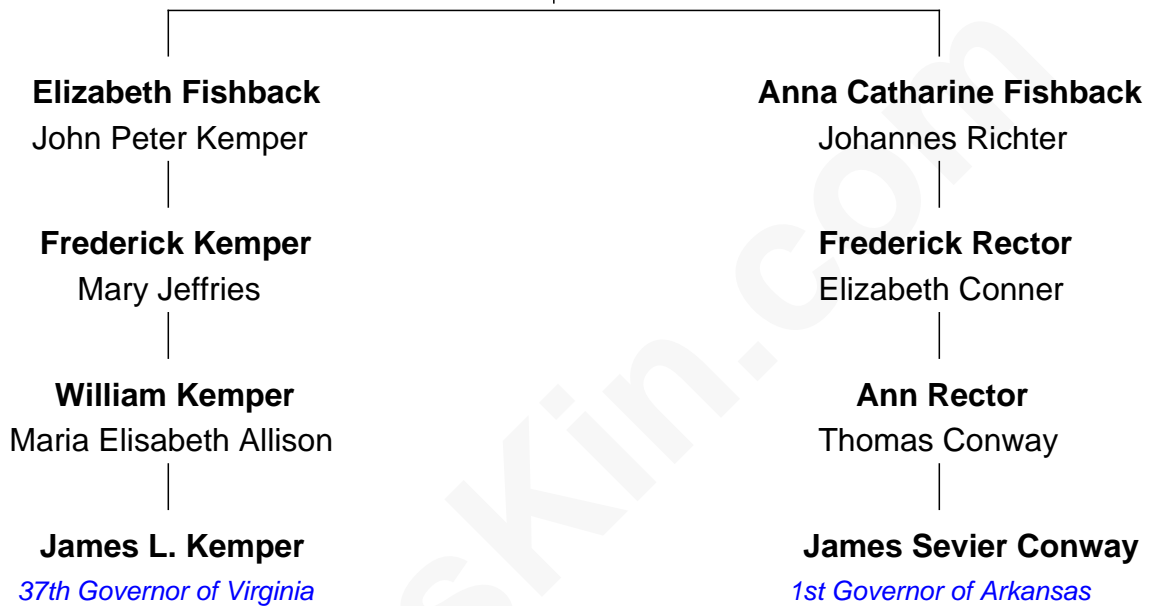 Elizabeth Fishback
John Peter Kemper
Frederick Kemper
Mary Jeffries
William Kemper
Maria Elisabeth Allison
James L. Kemper
37th Governor of Virginia
Anna Catharine Fishback
Johannes Richter
Frederick Rector
Elizabeth Conner
Ann Rector
Thomas Conway
James Sevier Conway
1st Governor of Arkansas
sKin.com